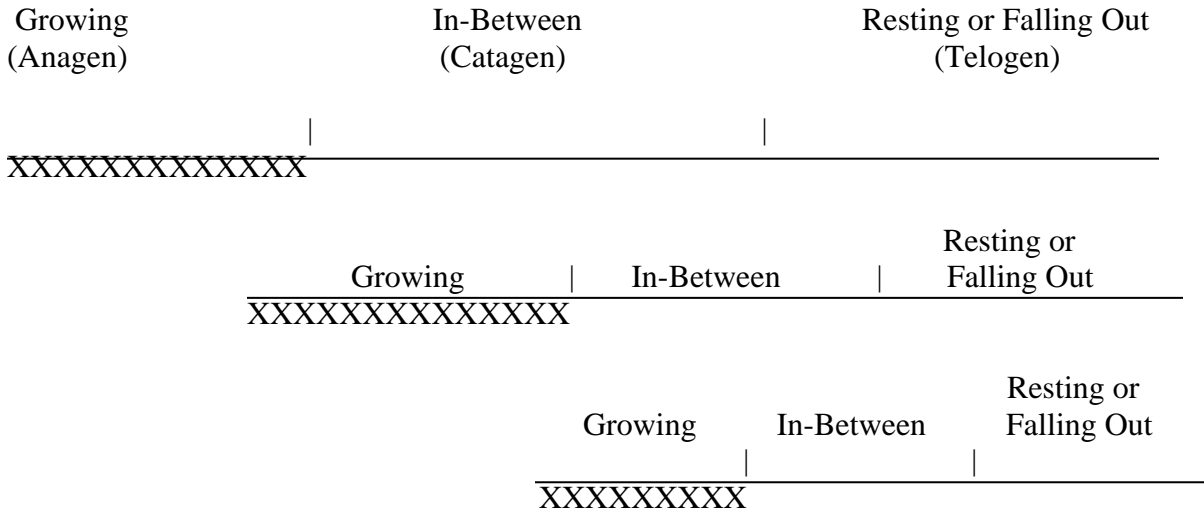 Growing In-Between Resting or Falling Out
(Anagen) (Catagen) (Telogen)
| |
XXXXXXXXXXXXX
Resting or
Growing | In-Between | Falling Out
XXXXXXXXXXXXXX
Resting or
Growing In-Between Falling Out
| |
XXXXXXXXX